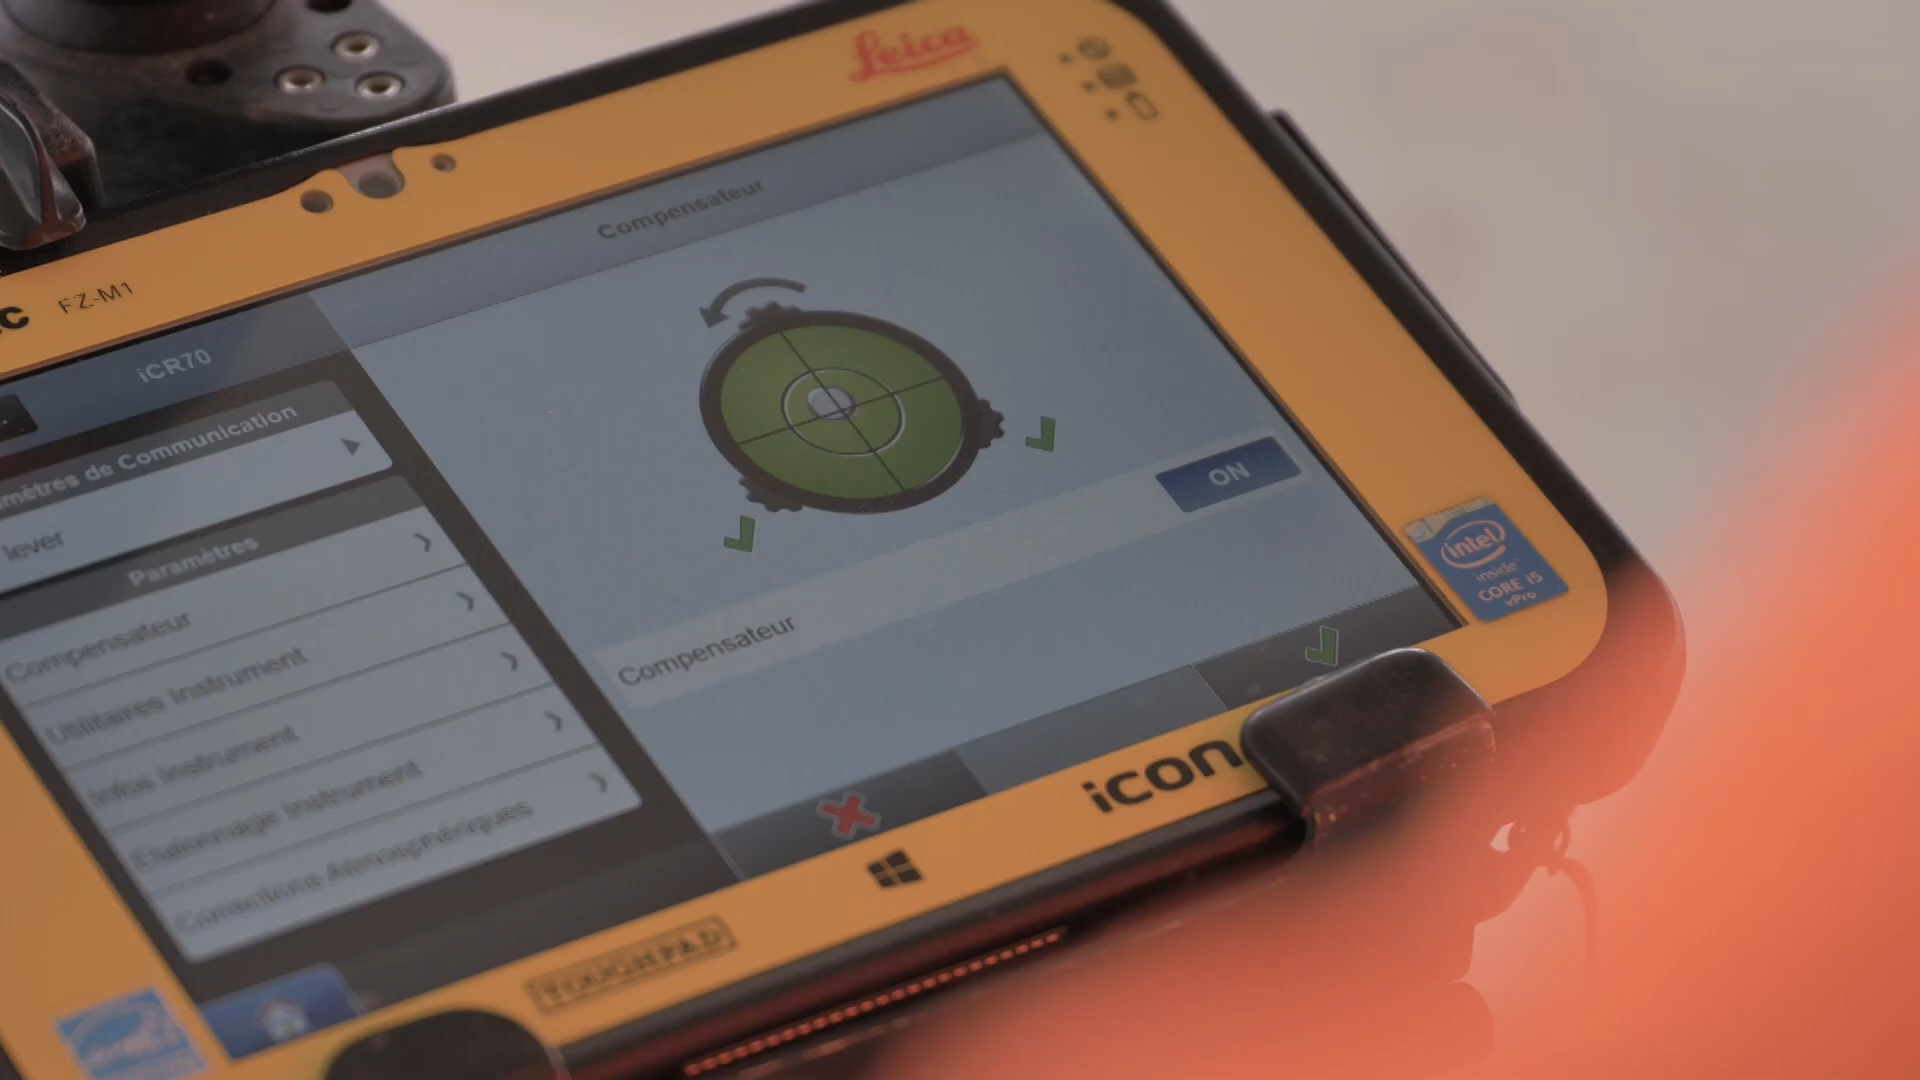 Leica
FZ-M1
Compensateur
iCR70
mètres de Communication
lever
Paramètres
Compensateur
Utilitaires Instrument
Infos Instrument
Etalonnage Instrument
Corrections Atmosphériques
ON
Compensateur
intel
inside
CORE i5
vPro
iCON
TOUGHPAD